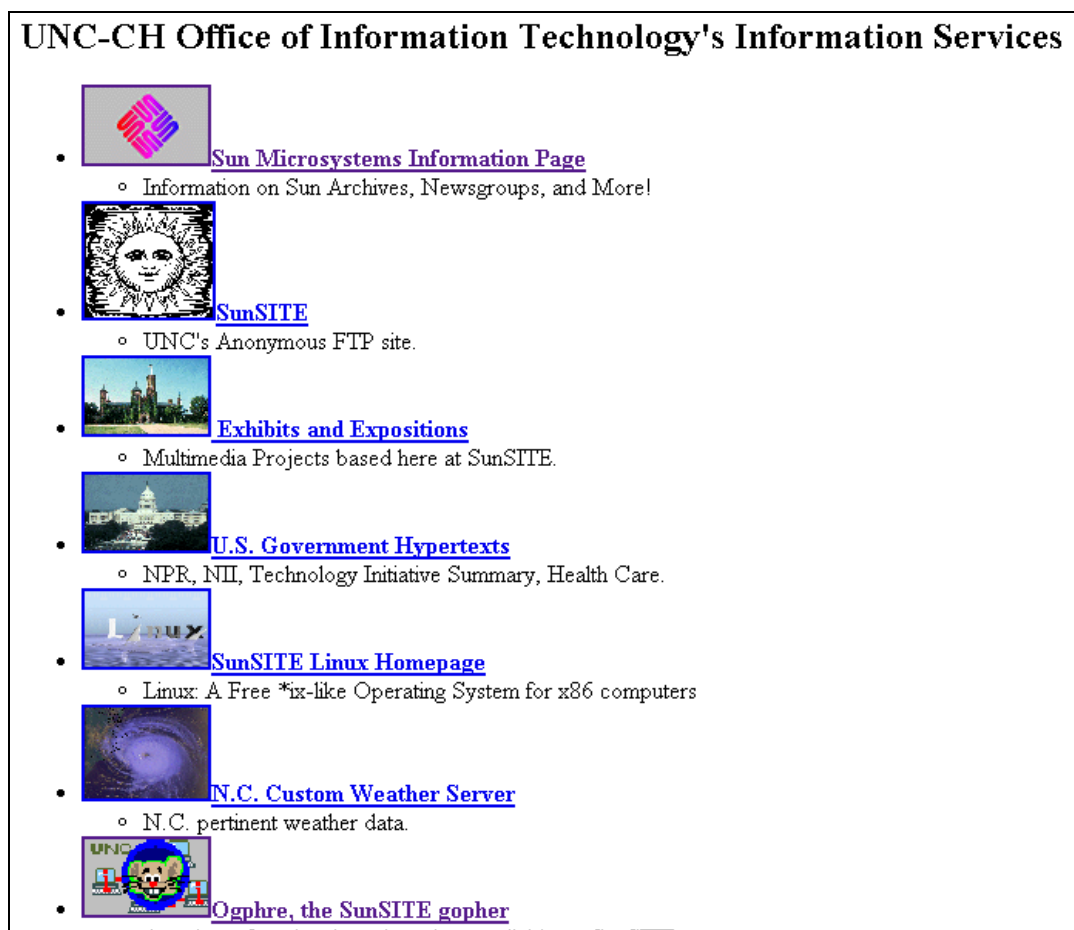 UNC-CH Office of Information Technology's Information Services
Sun Microsystems Information Page
Information on Sun Archives, Newsgroups, and More!
SunSITE
UNC's Anonymous FTP site.
Exhibits and Expositions
Multimedia Projects based here at SunSITE.
U.S. Government Hypertexts
NPR, NII, Technology Initiative Summary, Health Care.
Linux
SunSITE Linux Homepage
Linux: A Free *ix-like Operating System for x86 computers
N.C. Custom Weather Server
N.C. pertinent weather data.
UNC
Ogphre, the SunSITE gopher